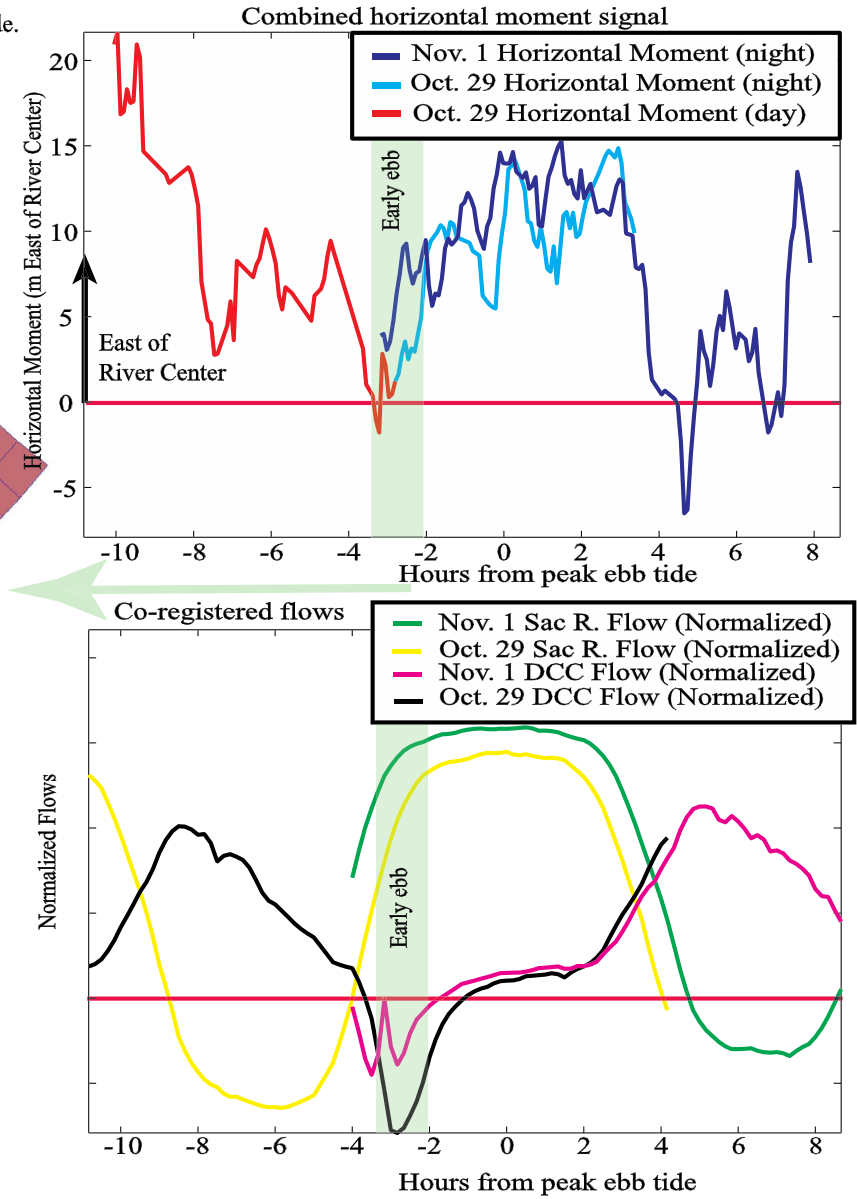 de.
Combined horizontal moment signal
Nov. 1 Horizontal Moment (night)
Oct. 29 Horizontal Moment (night)
Oct. 29 Horizontal Moment (day)
Horizontal Moment (m East of River Center)
20
15
10
5
0
-5
Early ebb
East of
River Center
-10 -8 -6 -4 -2 0 2 4 6 8
Hours from peak ebb tide
Co-registered flows
Nov. 1 Sac R. Flow (Normalized)
Oct. 29 Sac R. Flow (Normalized)
Nov. 1 DCC Flow (Normalized)
Oct. 29 DCC Flow (Normalized)
Normalized Flows
Early ebb
-10 -8 -6 -4 -2 0 2 4 6 8
Hours from peak ebb tide